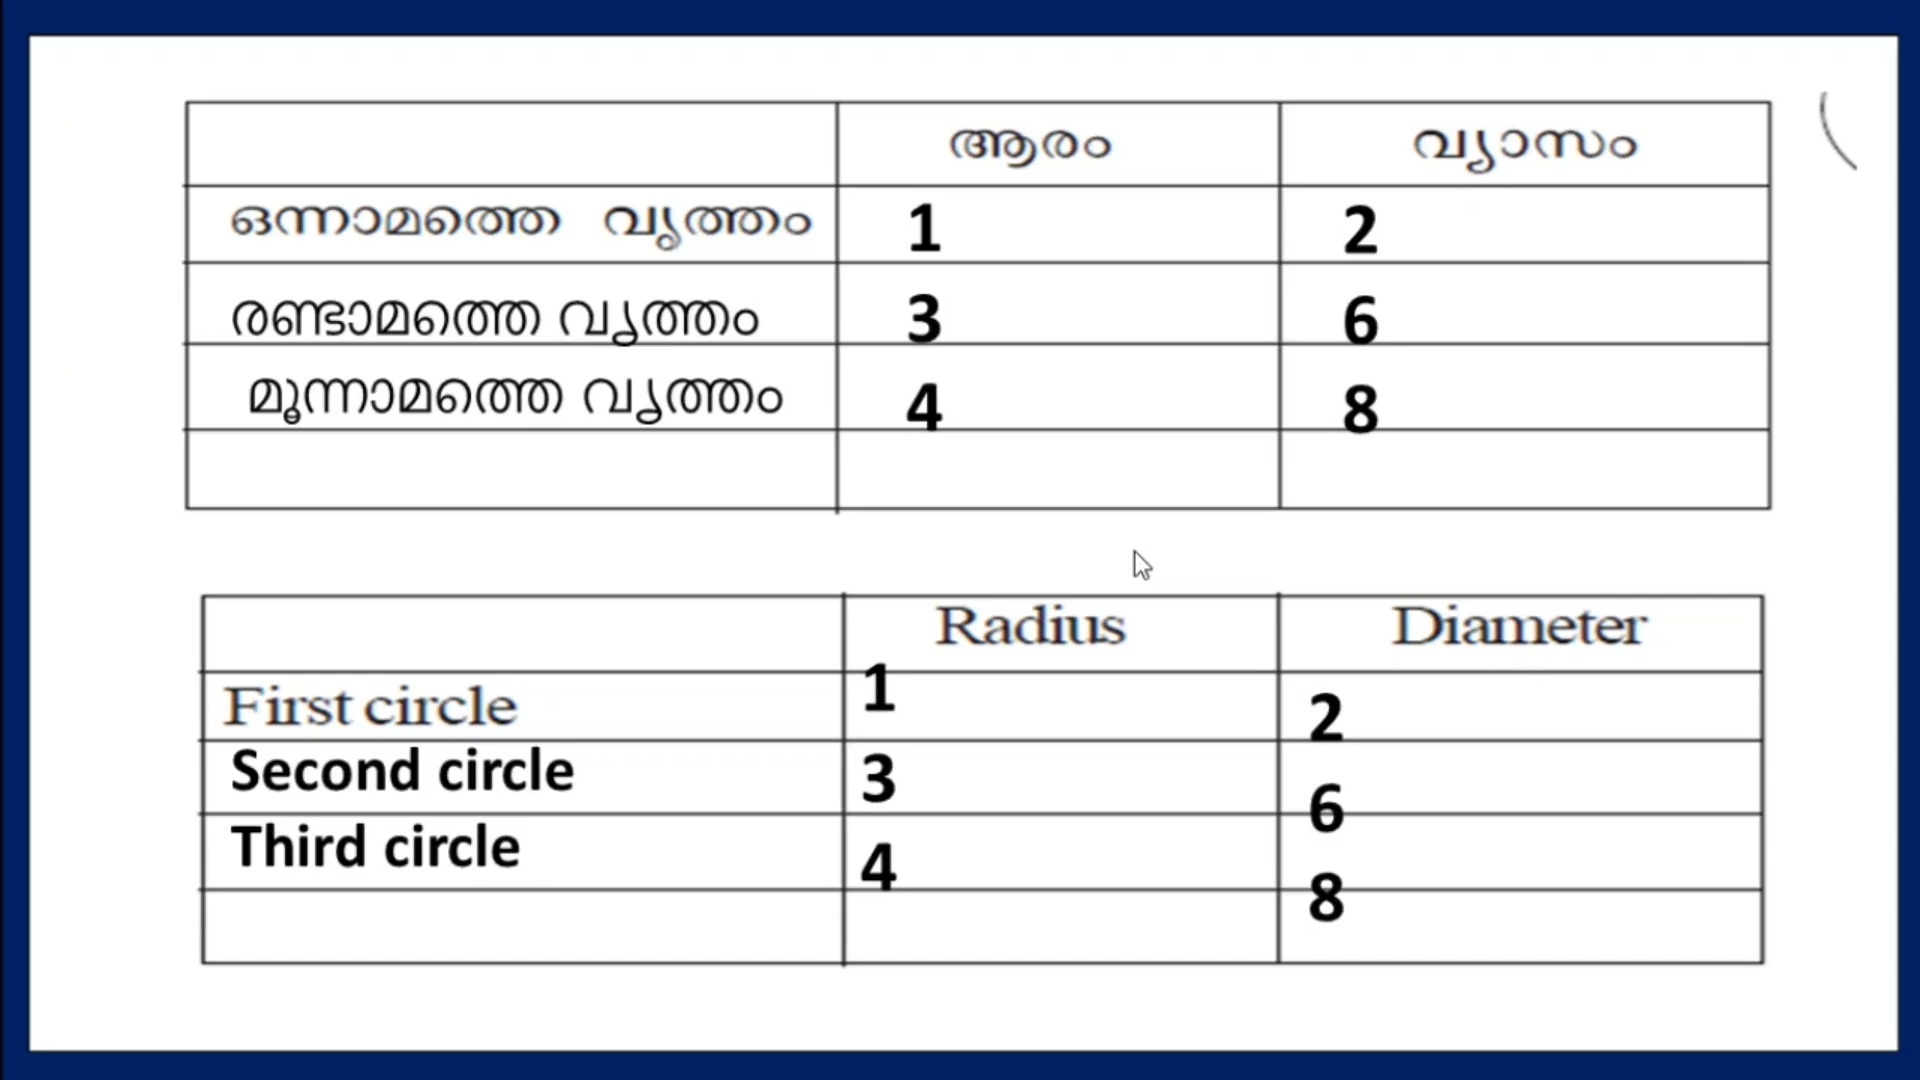 ആരം വ്യാസം
ഒന്നാമത്തെ വൃത്തം 1 2
രണ്ടാമത്തെ വൃത്തം 3 6
മൂന്നാമത്തെ വൃത്തം 4 8
Radius Diameter
First circle 1 2
Second circle 3 6
Third circle 4 8